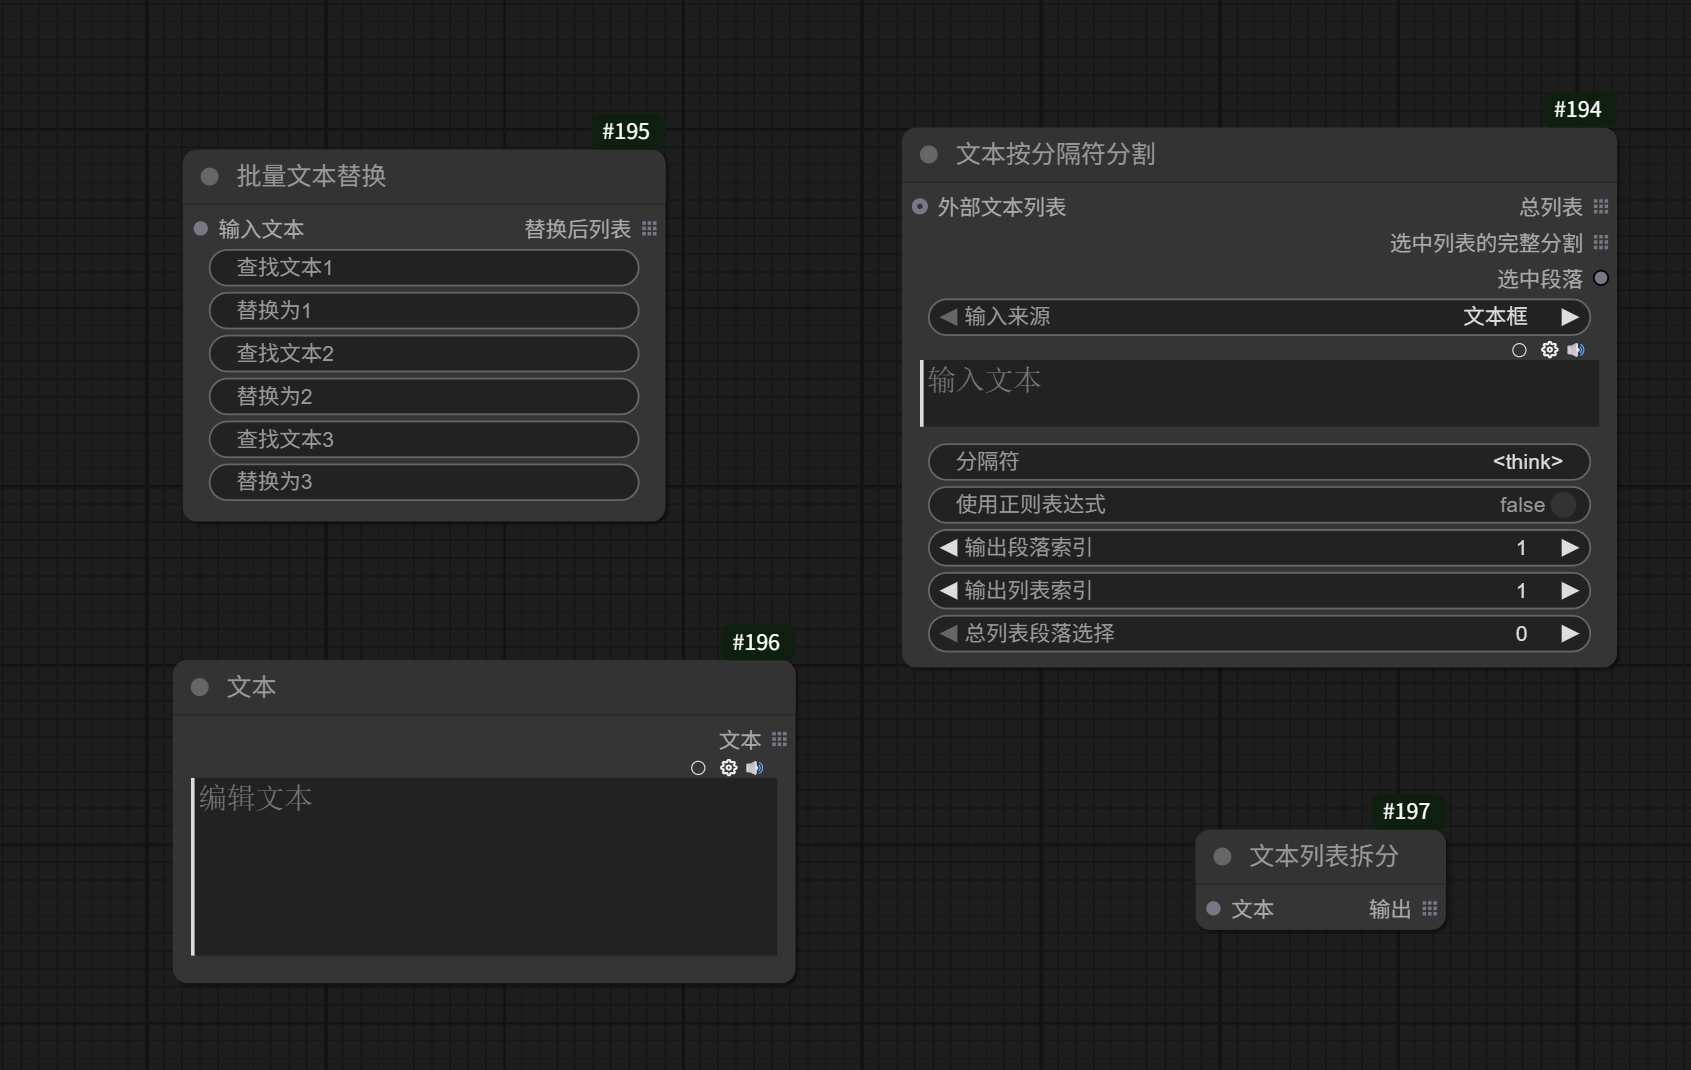 #195
批量文本替换
输入文本 替换后列表
查找文本1
替换为1
查找文本2
替换为2
查找文本3
替换为3
#194
文本按分隔符分割
外部文本列表 总列表
选中列表的完整分割
选中段落
输入来源 文本框
输入文本
分隔符 <think>
使用正则表达式 false
输出段落索引 1
输出列表索引 1
总列表段落选择 0
#196
文本
文本
编辑文本
#197
文本列表拆分
文本 输出